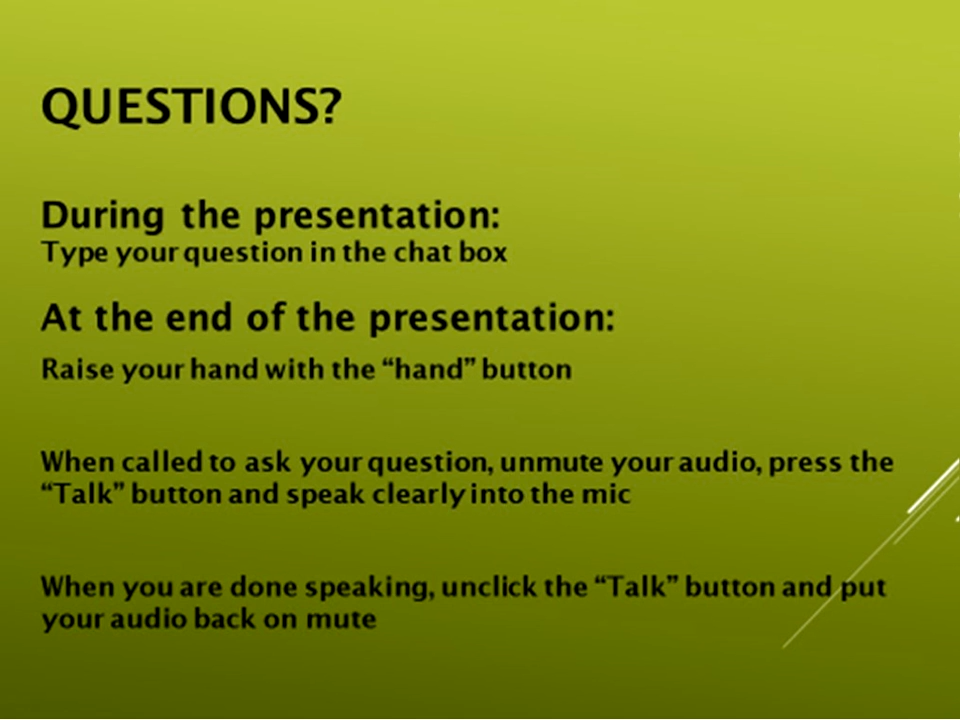 QUESTIONS?
During the presentation:
Type your question in the chat box
At the end of the presentation:
Raise your hand with the “hand” button
When called to ask your question, unmute your audio, press the
“Talk” button and speak clearly into the mic
When you are done speaking, unclick the “Talk” button and put
your audio back on mute